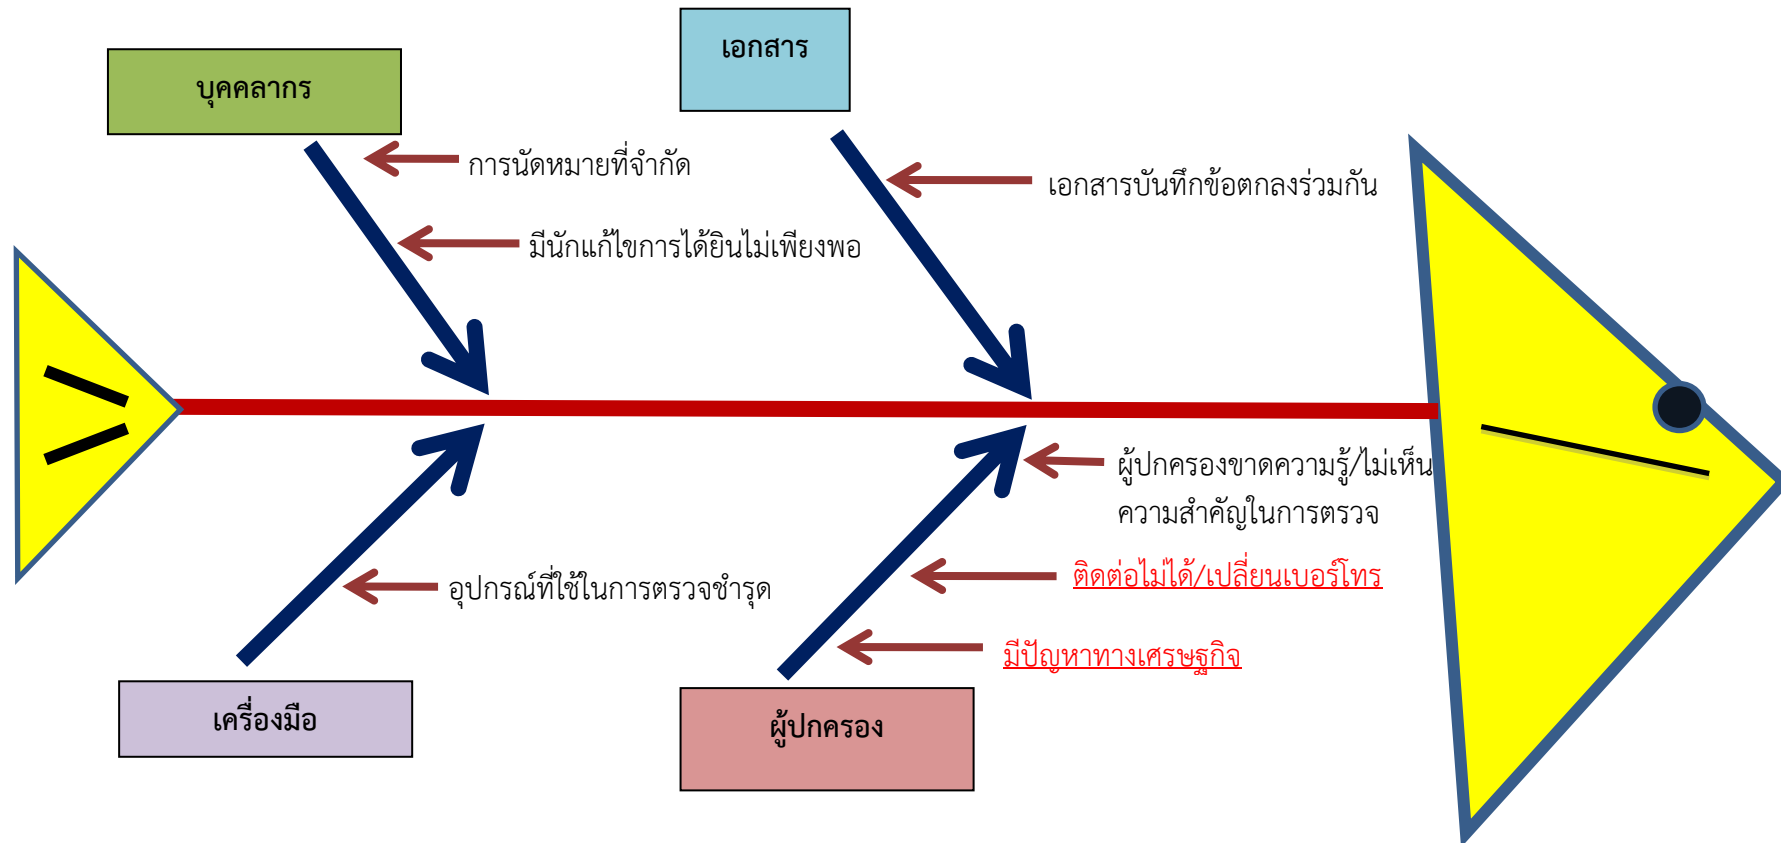 บุคคลากร
เอกสาร
การนัดหมายที่จำกัด
เอกสารบันทึกข้อตกลงร่วมกัน
มีนักแก้ไขการได้ยินไม่เพียงพอ
ผู้ปกครองขาดความรู้/ไม่เห็น
ความสำคัญในการตรวจ
อุปกรณ์ที่ใช้ในการตรวจชำรุด
ติดต่อไม่ได้/เปลี่ยนเบอร์โทร
มีปัญหาทางเศรษฐกิจ
เครื่องมือ
ผู้ปกครอง